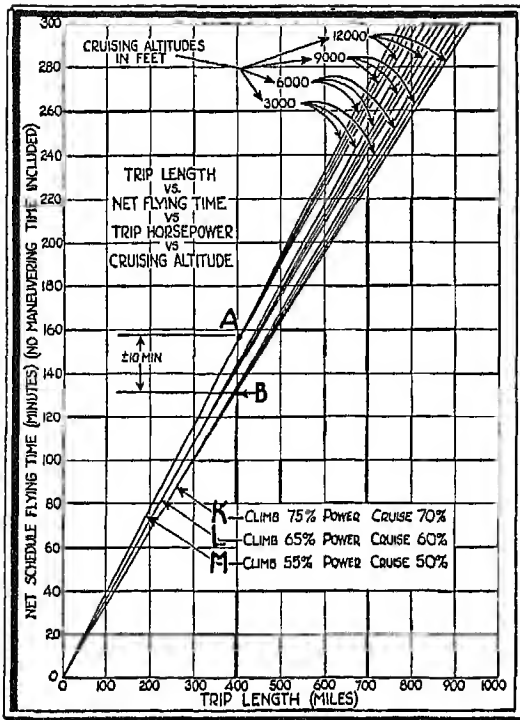 CRUISING ALTITUDES
IN FEET
12000
9000
6000
3000
TRIP LENGTH
VS.
NET FLYING TIME
VS
TRIP HORSEPOWER
VS
CRUISING ALTITUDE
A
±10 MIN
B
K CLIMB 75% POWER CRUISE 70%
L CLIMB 65% POWER CRUISE 60%
M CLIMB 55% POWER CRUISE 50%
NET SCHEDULE FLYING TIME (MINUTES) (NO MANEUVERING TIME INCLUDED)
300
280
260
240
220
200
180
160
140
120
100
80
60
40
20
0
0 100 200 300 400 500 600 700 800 900 1000
TRIP LENGTH (MILES)